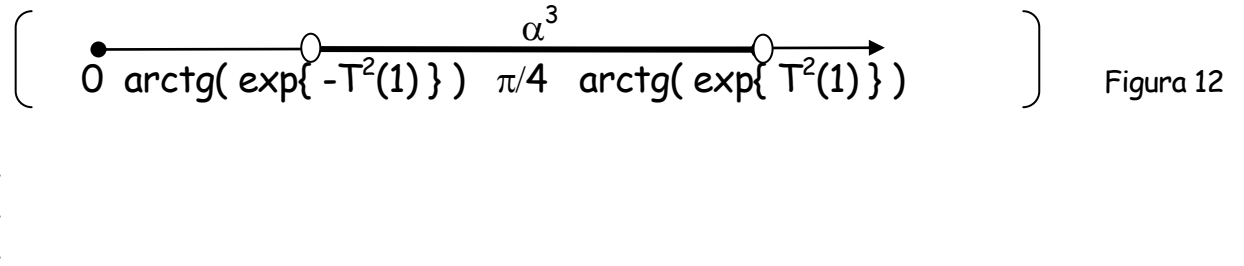 α³
0 arctg( exp{ -T²(1) } ) π/4 arctg( exp{ T²(1) } )
Figura 12